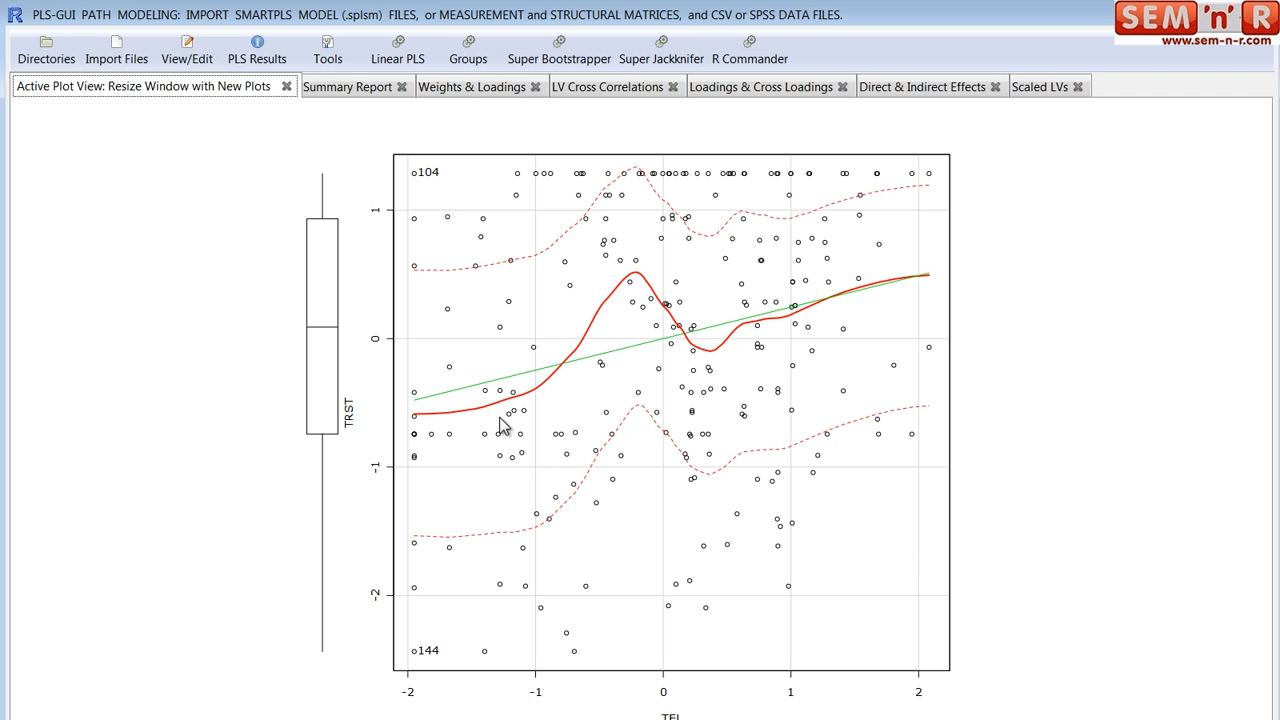 PLS-GUI PATH MODELING: IMPORT SMARTPLS MODEL (.splsm) FILES, or MEASUREMENT and STRUCTURAL MATRICES, and CSV or SPSS DATA FILES.
SEM 'n' R
www.sem-n-r.com
Directories Import Files View/Edit PLS Results Tools Linear PLS Groups Super Bootstrapper Super Jackknifer R Commander
Active Plot View: Resize Window with New Plots Summary Report Weights & Loadings LV Cross Correlations Loadings & Cross Loadings Direct & Indirect Effects Scaled LVs
104
1
0
TRST
-1
-2
144
-2 -1 0 1 2